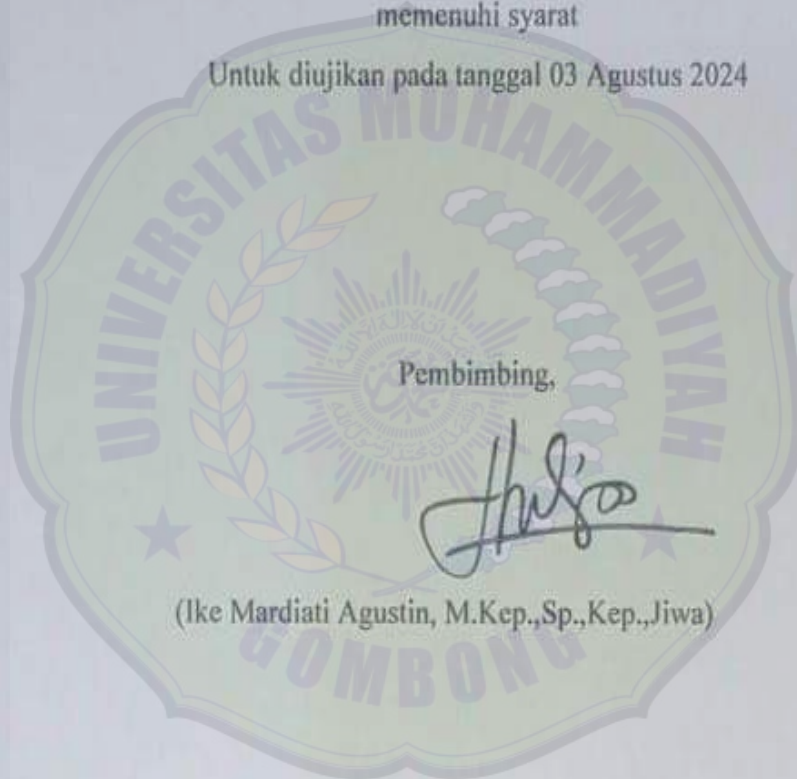 memenuhi syarat
Untuk diujikan pada tanggal 03 Agustus 2024
UNIVERSITAS MUHAMMADIYAH
Pembimbing,
(Ike Mardiati Agustin, M.Kep.,Sp.,Kep.,Jiwa)
GOMBONG